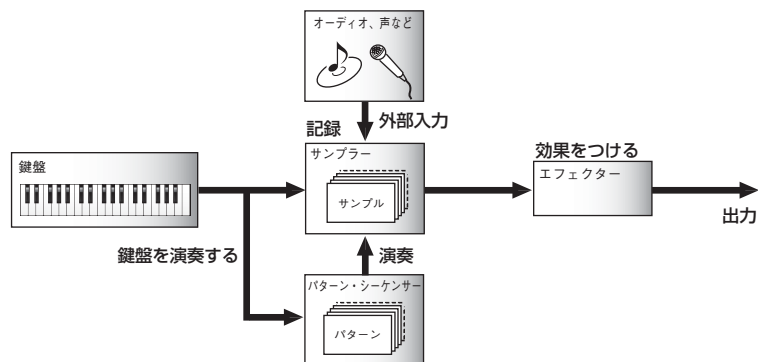 オーディオ、声など
外部入力
記録
サンプラー
サンプル
鍵盤
鍵盤を演奏する
演奏
パターン・シーケンサー
パターン
効果をつける
エフェクター
出力